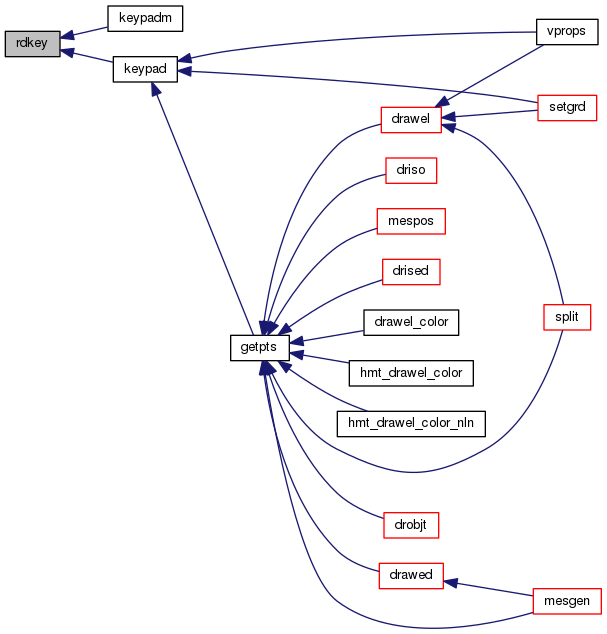 keypadm
rdkey
vprops
keypad
setgrd
drawel
driso
mespos
drised
split
drawel_color
getpts
hmt_drawel_color
hmt_drawel_color_nln
drobjt
drawed
mesgen